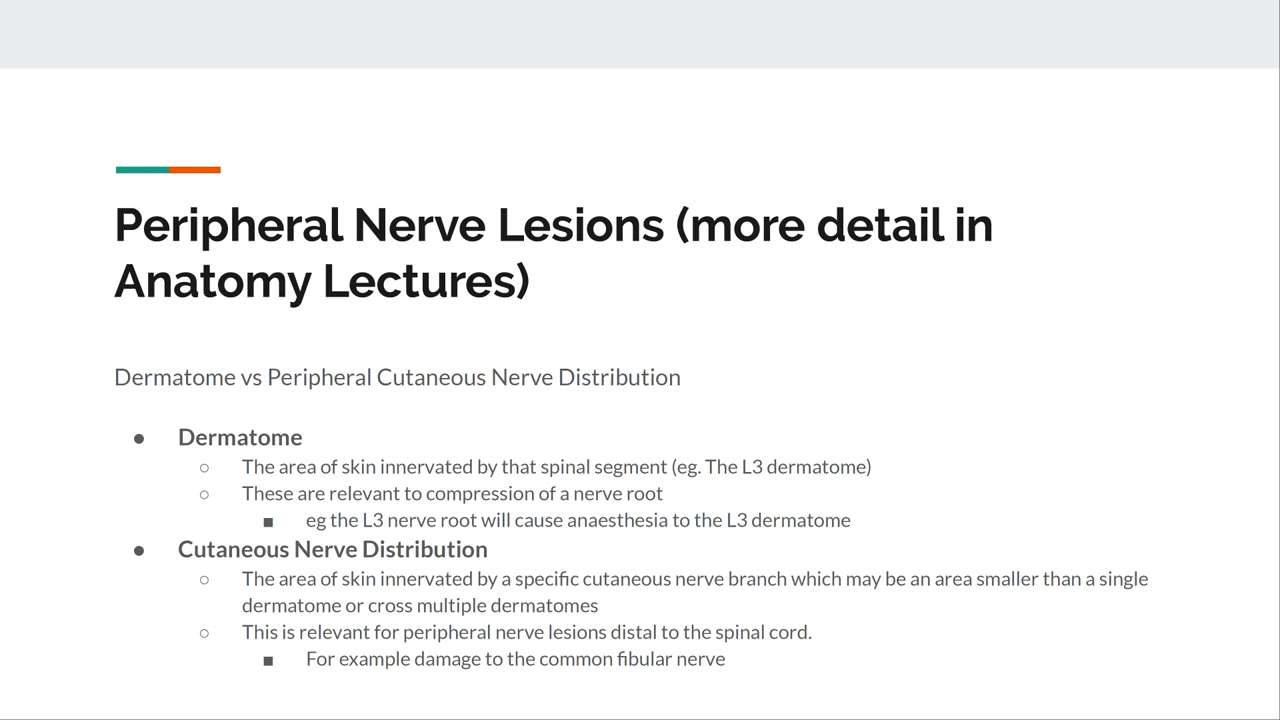 Peripheral Nerve Lesions (more detail in
Anatomy Lectures)
Dermatome vs Peripheral Cutaneous Nerve Distribution
● Dermatome
○ The area of skin innervated by that spinal segment (eg. The L3 dermatome)
○ These are relevant to compression of a nerve root
■ eg the L3 nerve root will cause anaesthesia to the L3 dermatome
● Cutaneous Nerve Distribution
○ The area of skin innervated by a specific cutaneous nerve branch which may be an area smaller than a single
dermatome or cross multiple dermatomes
○ This is relevant for peripheral nerve lesions distal to the spinal cord.
■ For example damage to the common fibular nerve